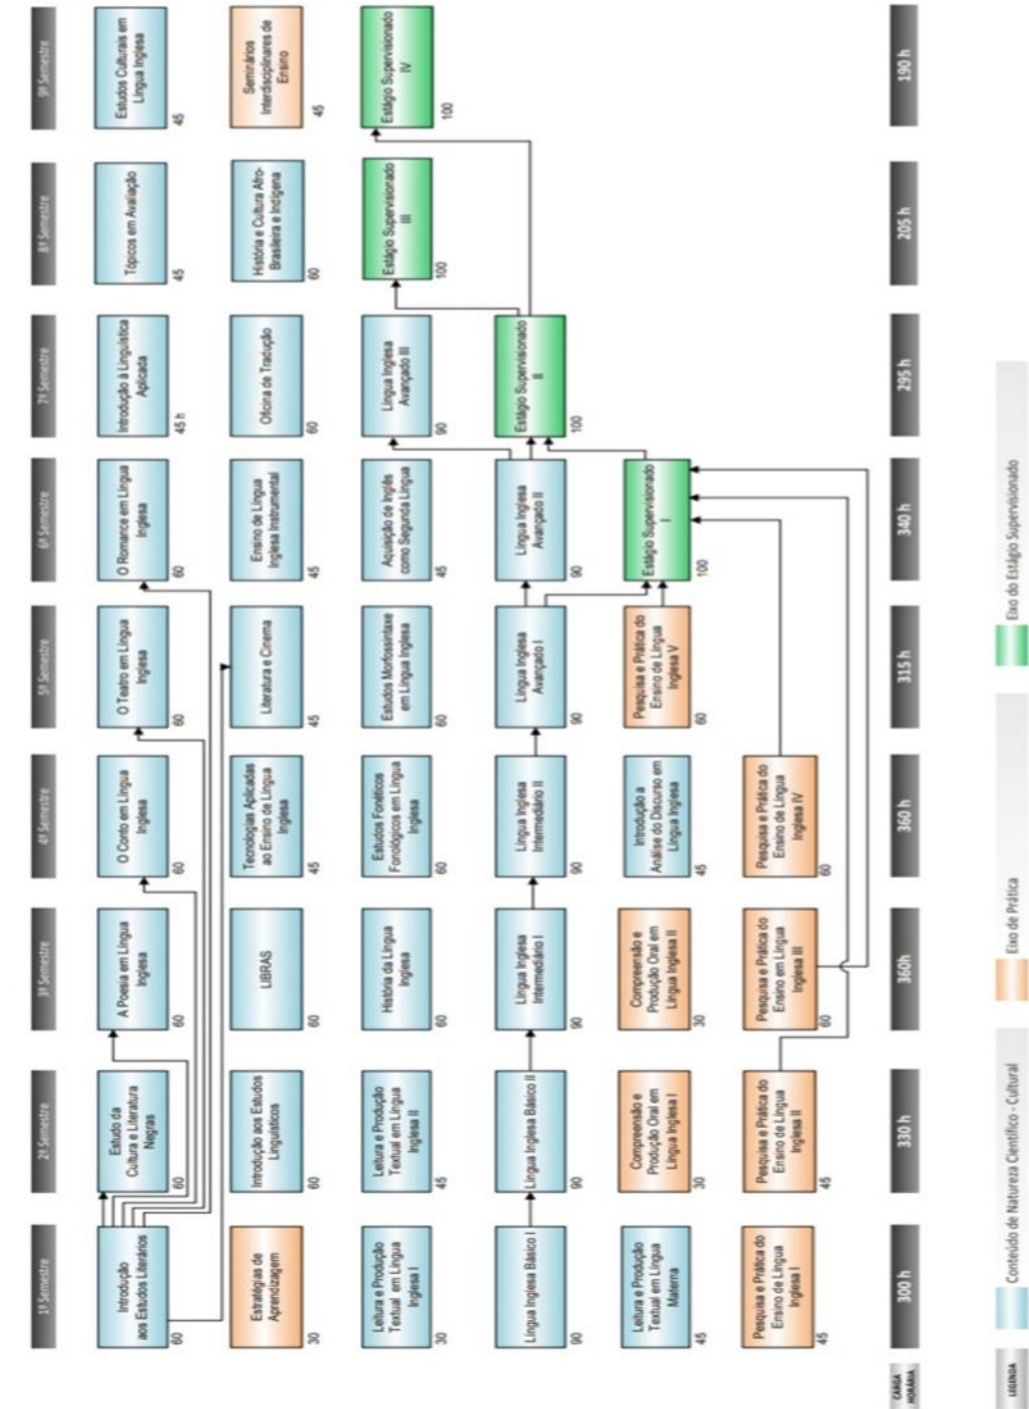 1º Semestre
2º Semestre
3º Semestre
4º Semestre
5º Semestre
6º Semestre
7º Semestre
8º Semestre
9º Semestre
Introdução
aos Estudos Literários
60
Estudo da
Cultura e Literatura
Negras
60
A Poesia em Língua
Inglesa
60
O Conto em Língua
Inglesa
60
O Teatro em Língua
Inglesa
60
O Romance em Língua
Inglesa
60
Introdução à Linguística
Aplicada
45 h
Tópicos em Avaliação
45
Estudos Culturais em
Língua Inglesa
45
Estratégias de
Aprendizagem
30
Introdução aos Estudos
Linguísticos
60
LIBRAS
60
Tecnologias Aplicadas
ao Ensino de Língua
Inglesa
45
Literatura e Cinema
45
Ensino de Língua
Inglesa Instrumental
45
Oficina de Tradução
60
História e Cultura Afro-
Brasileira e Indígena
60
Seminários
Interdisciplinares de
Ensino
45
Leitura e Produção
Textual em Língua
Inglesa I
30
Leitura e Produção
Textual em Língua
Inglesa II
45
História da Língua
Inglesa
60
Estudos Fonéticos
Fonológicos em Língua
Inglesa
60
Estudos Morfossintaxe
em Língua Inglesa
60
Aquisição de Inglês
como Segunda Língua
45
Língua Inglesa
Avançado III
90
Estágio Supervisionado
III
100
Estágio Supervisionado
IV
100
Língua Inglesa Básico I
90
Língua Inglesa Básico II
90
Língua Inglesa
Intermediário I
90
Língua Inglesa
Intermediário II
90
Língua Inglesa
Avançado I
90
Língua Inglesa
Avançado II
90
Estágio Supervisionado
II
100
Leitura e Produção
Textual em Língua
Materna
45
Compreensão e
Produção Oral em
Língua Inglesa I
30
Compreensão e
Produção Oral em
Língua Inglesa II
30
Introdução a
Análise do Discurso em
Língua Inglesa
45
Pesquisa e Prática do
Ensino de Língua
Inglesa V
60
Estágio Supervisionado
I
100
Pesquisa e Prática do
Ensino de Língua
Inglesa I
45
Pesquisa e Prática do
Ensino de Língua
Inglesa II
45
Pesquisa e Prática do
Ensino em Língua
Inglesa III
60
Pesquisa e Prática do
Ensino de Língua
Inglesa IV
60
CARGA
HORÁRIA
300 h
330 h
360h
360 h
315 h
340 h
295 h
205 h
190 h
LEGENDA
Conteúdo de Natureza Científico - Cultural
Eixo de Prática
Eixo do Estágio Supervisionado